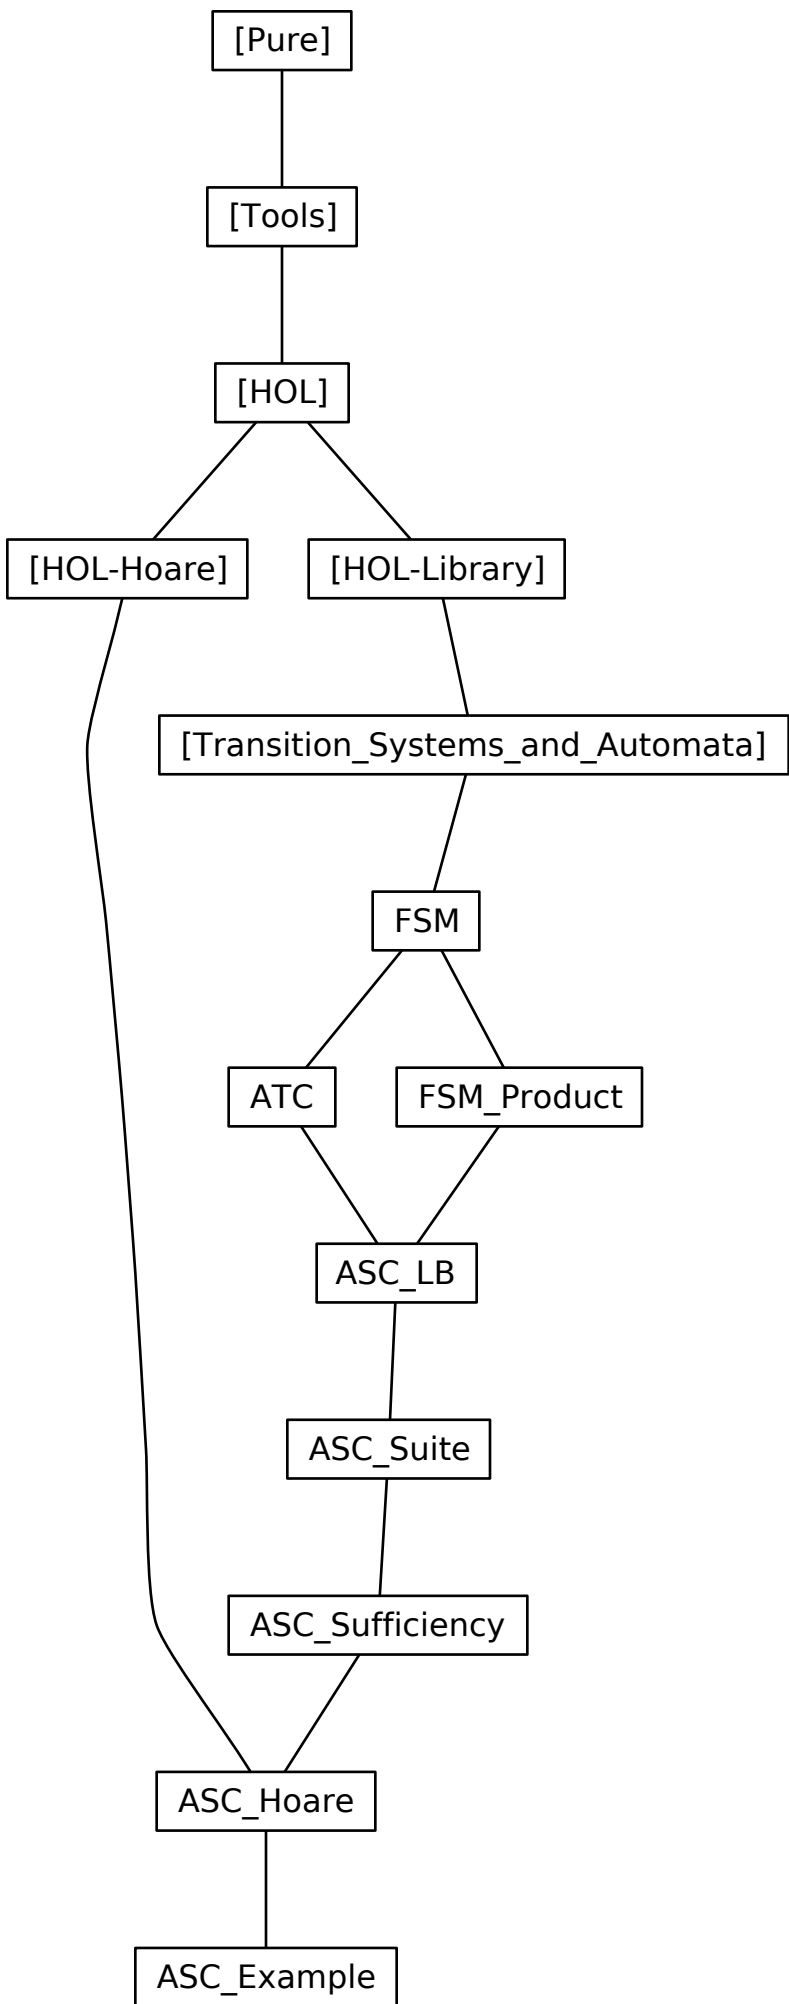 [Pure]
[Tools]
[HOL]
[HOL-Hoare]
[HOL-Library]
[Transition_Systems_and_Automata]
FSM
ATC
FSM_Product
ASC_LB
ASC_Suite
ASC_Sufficiency
ASC_Hoare
ASC_Example